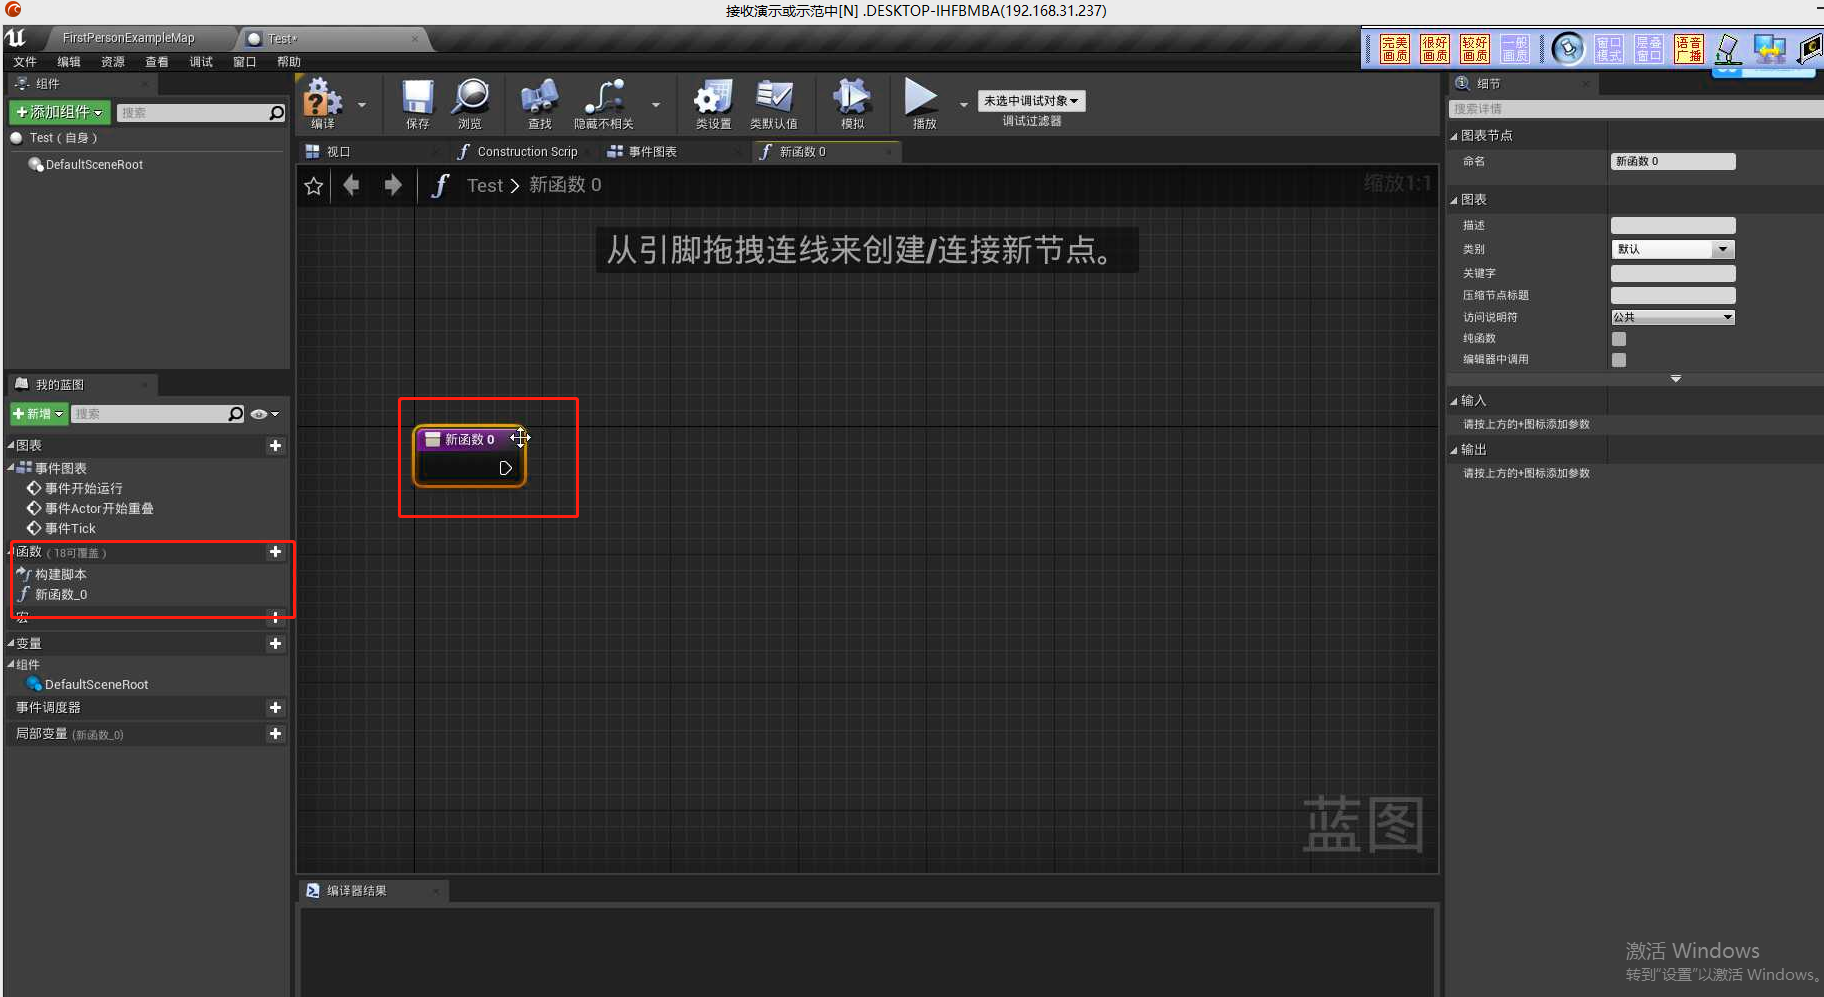 接收演示或示范中[N] .DESKTOP-IHFBMBA(192.168.31.237)
FirstPersonExampleMap
Test*
文件 编辑 资源 查看 调试 窗口 帮助
完美画质 很好画质 较好画质 一般画质 窗口模式 层叠窗口 语音广播
组件
添加组件
搜索
Test（自身）
DefaultSceneRoot
编译
保存
浏览
查找
隐藏不相关
类设置
类默认值
模拟
播放
未选中调试对象
调试过滤器
视口
Construction Scrip
事件图表
新函数 0
Test > 新函数 0
缩放1:1
从引脚拖拽连线来创建/连接新节点。
新函数 0
蓝图
编译器结果
我的蓝图
新增
搜索
图表
事件图表
事件开始运行
事件Actor开始重叠
事件Tick
函数（18可覆盖）
构建脚本
新函数_0
宏
变量
组件
DefaultSceneRoot
事件调度器
局部变量 (新函数_0)
细节
搜索详情
图表节点
命名 新函数 0
图表
描述
类别 默认
关键字
压缩节点标题
访问说明符 公共
纯函数
编辑器中调用
输入
请按上方的+图标添加参数
输出
请按上方的+图标添加参数
激活 Windows
转到"设置"以激活 Windows。